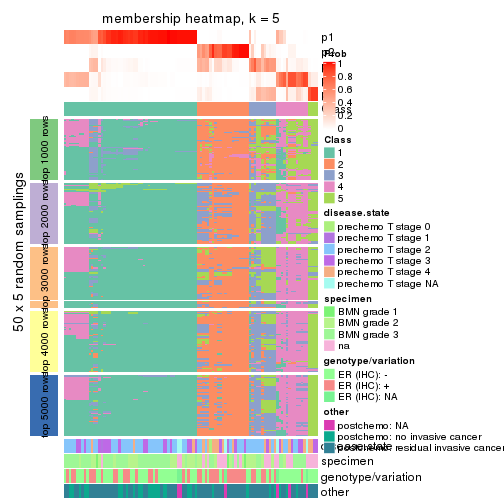 membership heatmap, k = 5
p1
p2
Prob
1
0.8
0.6
0.4
0.2
0
Class
1
2
3
4
5
disease.state
prechemo T stage 0
prechemo T stage 1
prechemo T stage 2
prechemo T stage 3
prechemo T stage 4
prechemo T stage NA
specimen
BMN grade 1
BMN grade 2
BMN grade 3
na
genotype/variation
ER (IHC): -
ER (IHC): +
ER (IHC): NA
other
postchemo: NA
postchemo: no invasive cancer
postchemo: residual invasive cancer
50 x 5 random samplings
top 1000 rows
top 2000 rows
top 3000 rows
top 4000 rows
top 5000 rows
disease.state
specimen
genotype/variation
other